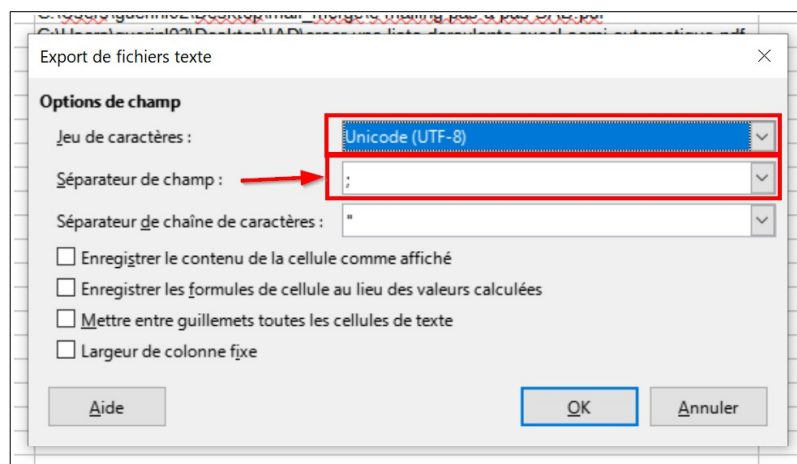 Export de fichiers texte
Options de champ
Jeu de caractères :
Unicode (UTF-8)
Séparateur de champ :
;
Séparateur de chaîne de caractères :
"
Enregistrer le contenu de la cellule comme affiché
Enregistrer les formules de cellule au lieu des valeurs calculées
Mettre entre guillemets toutes les cellules de texte
Largeur de colonne fixe
Aide
OK
Annuler